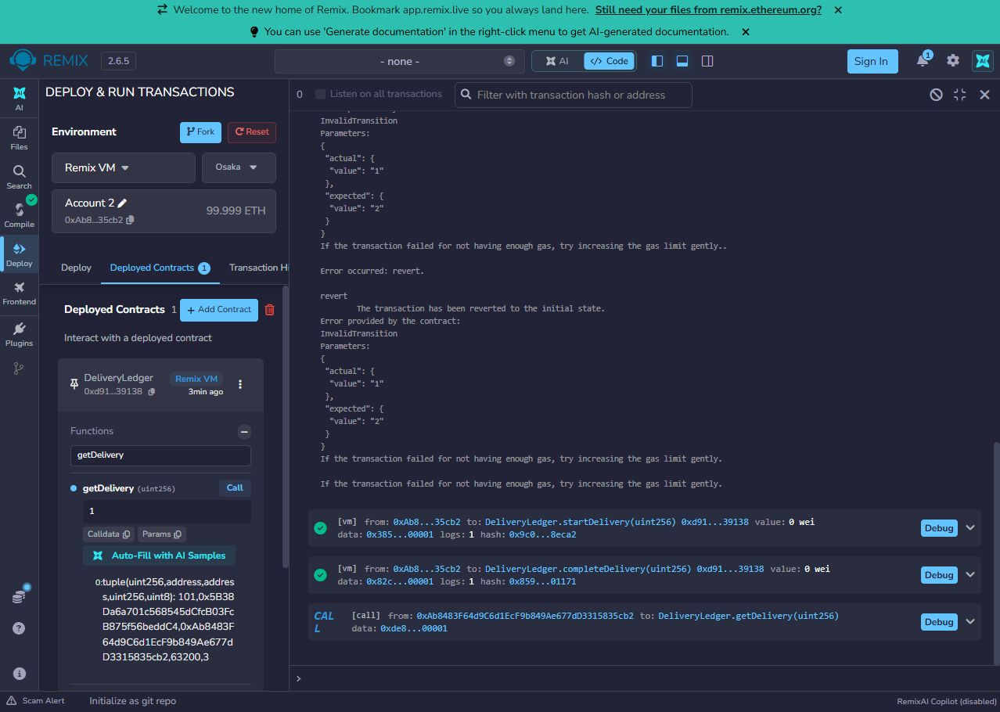 Welcome to the new home of Remix. Bookmark app.remix.live so you always land here. Still need your files from remix.ethereum.org?
You can use 'Generate documentation' in the right-click menu to get AI-generated documentation.
REMIX 2.6.5
- none -
AI
Code
Sign In
1
AI
AI
Files
Search
Compile
Deploy
Frontend
Plugins
DEPLOY & RUN TRANSACTIONS
Environment
Fork
Reset
Remix VM
Osaka
Account 2
0xAb8...35cb2
99.999 ETH
Deploy
Deployed Contracts 1
Transaction Hi
Deployed Contracts 1
+ Add Contract
Interact with a deployed contract
DeliveryLedger
0xd91...39138
Remix VM
3min ago
Functions
getDelivery
getDelivery (uint256)
Call
1
Calldata
Params
Auto-Fill with AI Samples
0:tuple(uint256,address,addres
s,uint256,uint8): 101,0x5B38
Da6a701c568545dCfcB03Fc
B875f56beddC4,0xAb8483F
64d9C6d1EcF9b849Ae677d
D3315835cb2,63200,3
0
Listen on all transactions
Filter with transaction hash or address
InvalidTransition
Parameters:
{
"actual": {
"value": "1"
},
"expected": {
"value": "2"
}
}
If the transaction failed for not having enough gas, try increasing the gas limit gently..
Error occurred: revert.
revert
The transaction has been reverted to the initial state.
Error provided by the contract:
InvalidTransition
Parameters:
{
"actual": {
"value": "1"
},
"expected": {
"value": "2"
}
}
If the transaction failed for not having enough gas, try increasing the gas limit gently.
If the transaction failed for not having enough gas, try increasing the gas limit gently.
[vm] from: 0xAb8...35cb2 to: DeliveryLedger.startDelivery(uint256) 0xd91...39138 value: 0 wei
data: 0x385...00001 logs: 1 hash: 0x9c0...8eca2
Debug
[vm] from: 0xAb8...35cb2 to: DeliveryLedger.completeDelivery(uint256) 0xd91...39138 value: 0 wei
data: 0x82c...00001 logs: 1 hash: 0x859...01171
Debug
CAL
L
[call] from: 0xAb8483F64d9C6d1EcF9b849Ae677dD3315835cb2 to: DeliveryLedger.getDelivery(uint256)
data: 0xde8...00001
Debug
>
Scam Alert
Initialize as git repo
RemixAI Copilot (disabled)